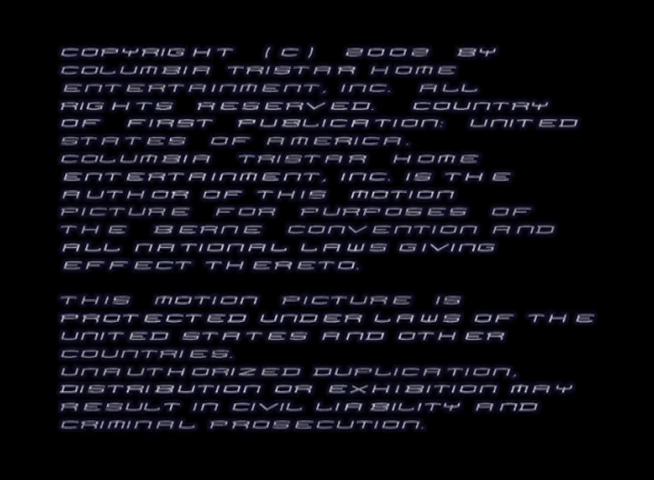 COPYRIGHT (C) 2002 BY
COLUMBIA TRISTAR HOME
ENTERTAINMENT, INC. ALL
RIGHTS RESERVED. COUNTRY
OF FIRST PUBLICATION: UNITED
STATES OF AMERICA.
COLUMBIA TRISTAR HOME
ENTERTAINMENT, INC. IS THE
AUTHOR OF THIS MOTION
PICTURE FOR PURPOSES OF
THE BERNE CONVENTION AND
ALL NATIONAL LAWS GIVING
EFFECT THERETO.
THIS MOTION PICTURE IS
PROTECTED UNDER LAWS OF THE
UNITED STATES AND OTHER
COUNTRIES.
UNAUTHORIZED DUPLICATION,
DISTRIBUTION OR EXHIBITION MAY
RESULT IN CIVIL LIABILITY AND
CRIMINAL PROSECUTION.